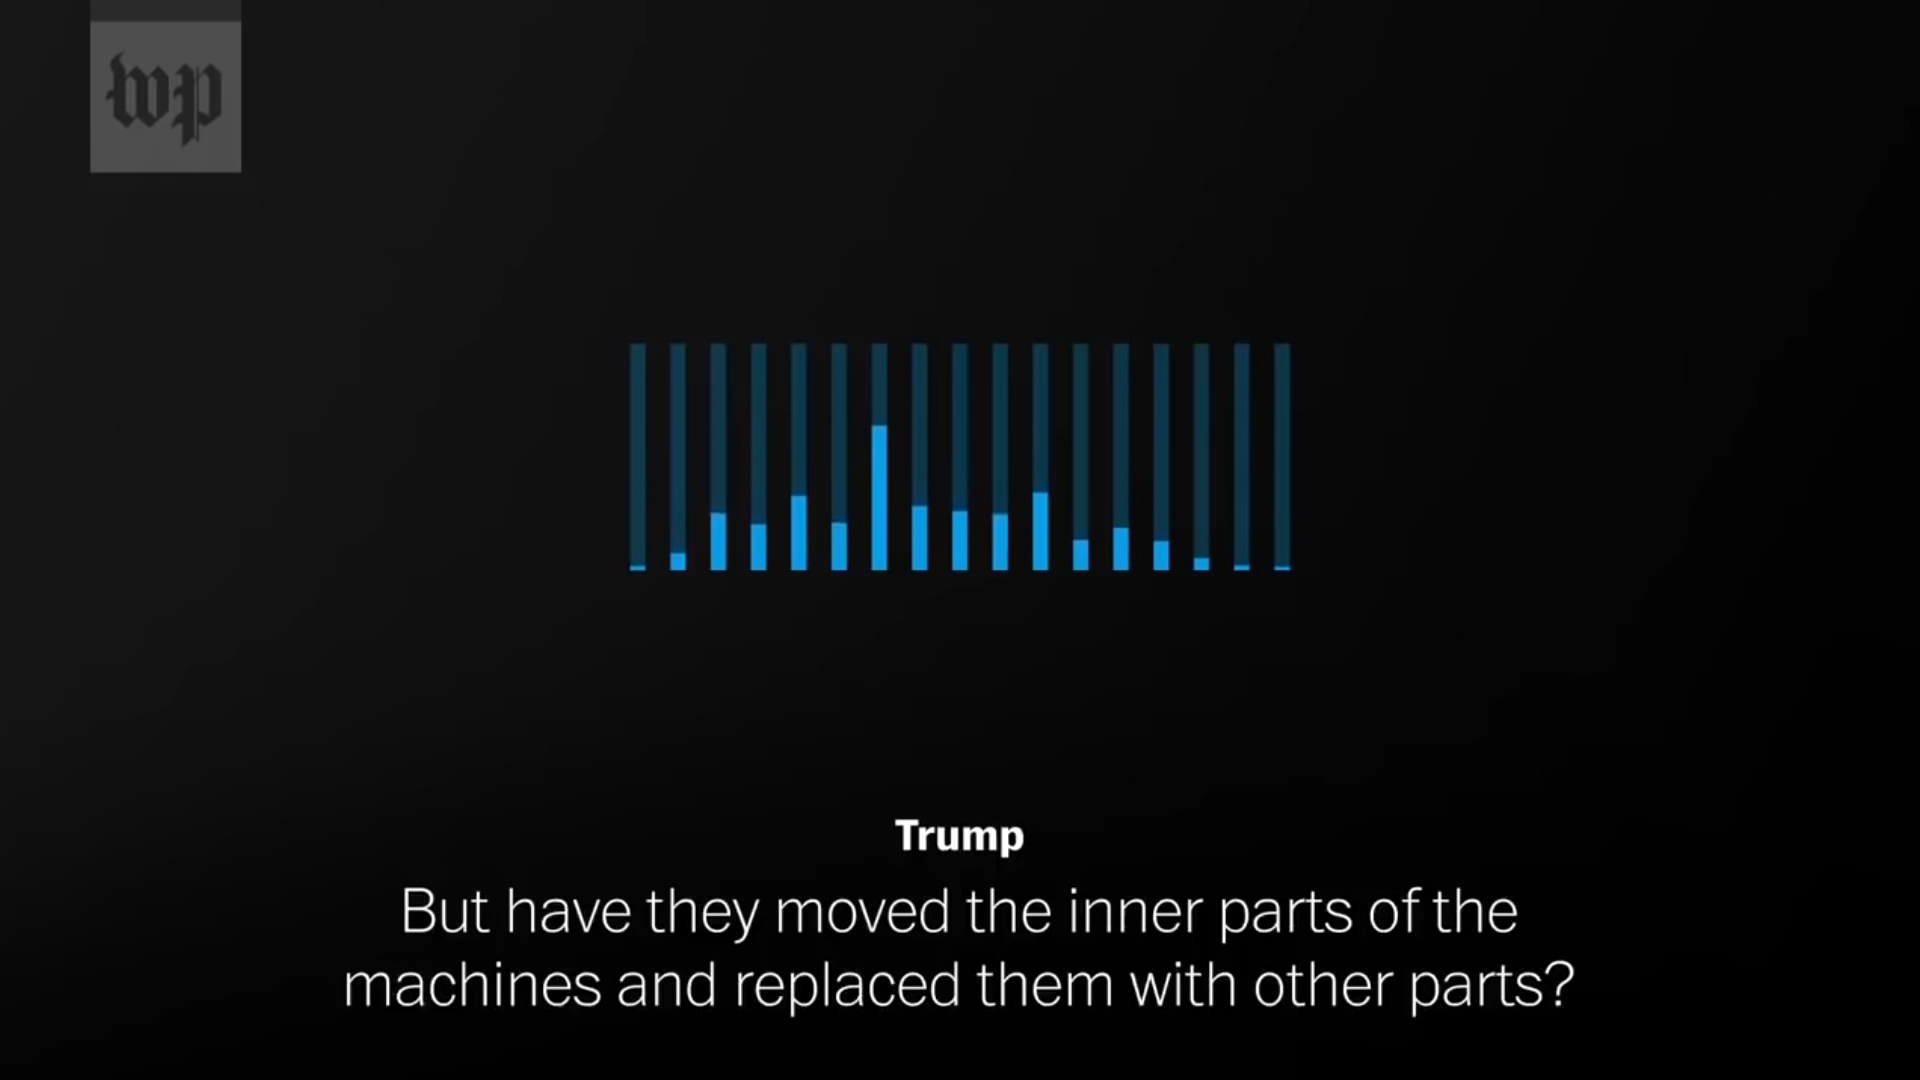 wp
Trump
But have they moved the inner parts of the
machines and replaced them with other parts?